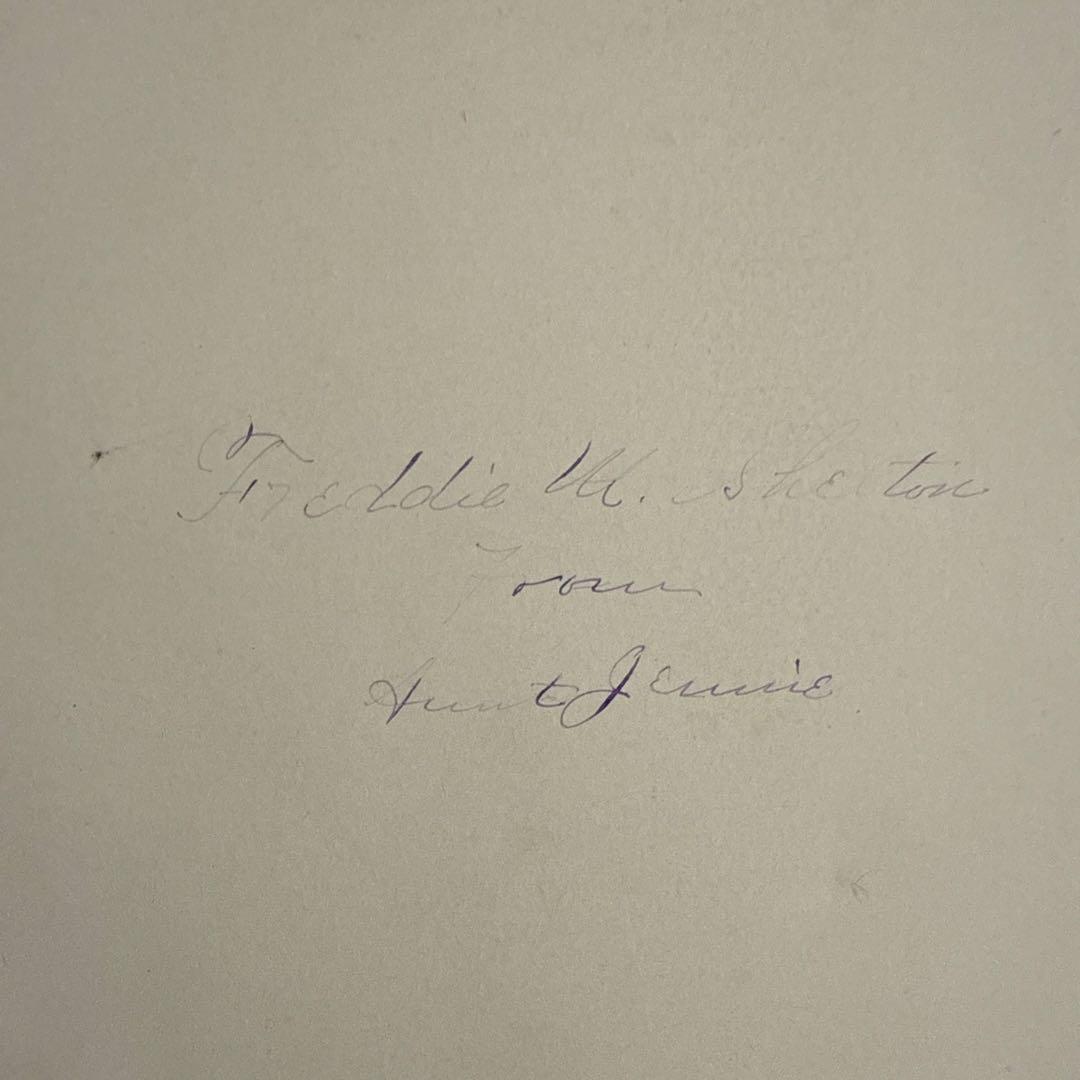 Freddie M. Shelton
From
Aunt Jennie